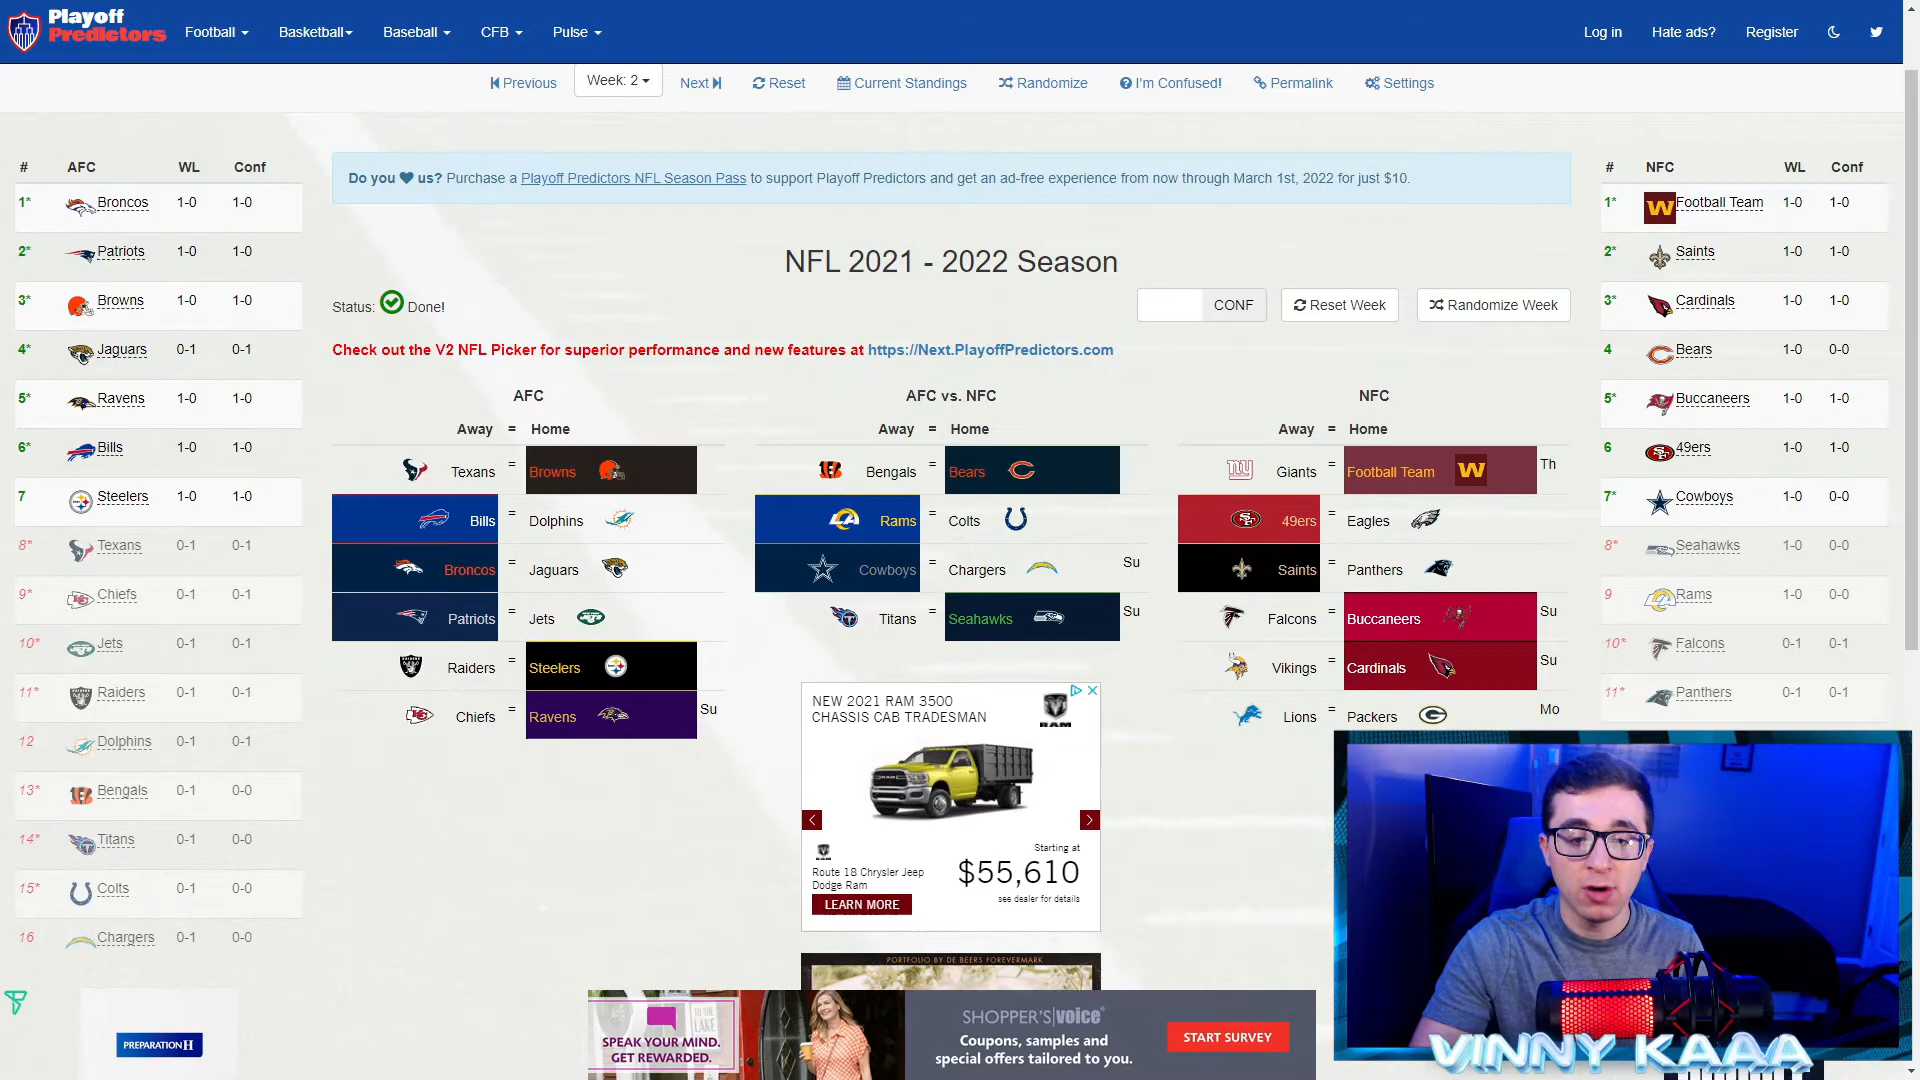 Playoff
Predictors
Football
Basketball
Baseball
CFB
Pulse
Log in
Hate ads?
Register
Previous
Week: 2
Next
Reset
Current Standings
Randomize
I'm Confused!
Permalink
Settings
# AFC WL Conf
1* Broncos 1-0 1-0
2* Patriots 1-0 1-0
3* Browns 1-0 1-0
4* Jaguars 0-1 0-1
5* Ravens 1-0 1-0
6* Bills 1-0 1-0
7 Steelers 1-0 1-0
8* Texans 0-1 0-1
9* Chiefs 0-1 0-1
10* Jets 0-1 0-1
11* Raiders 0-1 0-1
12 Dolphins 0-1 0-1
13* Bengals 0-1 0-0
14* Titans 0-1 0-0
15* Colts 0-1 0-0
16 Chargers 0-1 0-0
Do you us? Purchase a Playoff Predictors NFL Season Pass to support Playoff Predictors and get an ad-free experience from now through March 1st, 2022 for just $10.
NFL 2021 - 2022 Season
Status: Done!
CONF
Reset Week
Randomize Week
Check out the V2 NFL Picker for superior performance and new features at https://Next.PlayoffPredictors.com
AFC
Away = Home
Texans = Browns
Bills = Dolphins
Broncos = Jaguars
Patriots = Jets
Raiders = Steelers
Chiefs = Ravens Su
AFC vs. NFC
Away = Home
Bengals = Bears
Rams = Colts
Cowboys = Chargers Su
Titans = Seahawks Su
NFC
Away = Home
Giants = Football Team W Th
49ers = Eagles
Saints = Panthers
Falcons = Buccaneers Su
Vikings = Cardinals Su
Lions = Packers Mo
# NFC WL Conf
1* W Football Team 1-0 1-0
2* Saints 1-0 1-0
3* Cardinals 1-0 1-0
4 Bears 1-0 0-0
5* Buccaneers 1-0 1-0
6 49ers 1-0 1-0
7* Cowboys 1-0 0-0
8* Seahawks 1-0 0-0
9 Rams 1-0 0-0
10* Falcons 0-1 0-1
11* Panthers 0-1 0-1
NEW 2021 RAM 3500
CHASSIS CAB TRADESMAN
RAM
Route 18 Chrysler Jeep
Dodge Ram
LEARN MORE
Starting at
$55,610
see dealer for details
PORTFOLIO BY DE BEERS FOREVERMARK
SPEAK YOUR MIND.
GET REWARDED.
SHOPPER'S|VOICE
Coupons, samples and
special offers tailored to you.
START SURVEY
PREPARATION H
VINNY KAAA